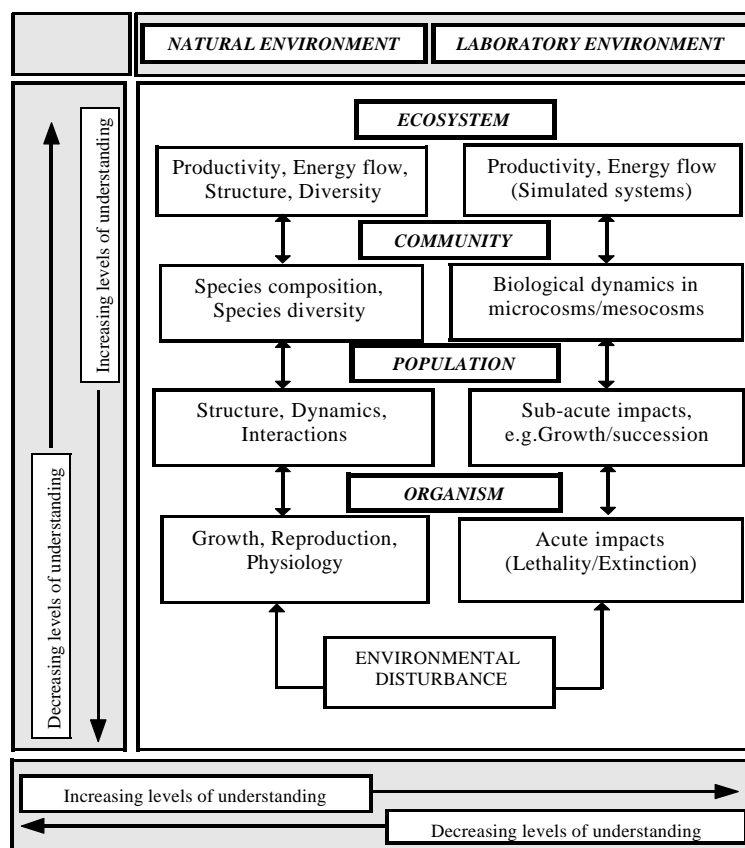 NATURAL ENVIRONMENT
LABORATORY ENVIRONMENT
Increasing levels of understanding
Decreasing levels of understanding
ECOSYSTEM
Productivity, Energy flow,
Structure, Diversity
Productivity, Energy flow
(Simulated systems)
COMMUNITY
Species composition,
Species diversity
Biological dynamics in
microcosms/mesocosms
POPULATION
Structure, Dynamics,
Interactions
Sub-acute impacts,
e.g.Growth/succession
ORGANISM
Growth, Reproduction,
Physiology
Acute impacts
(Lethality/Extinction)
ENVIRONMENTAL
DISTURBANCE
Increasing levels of understanding
Decreasing levels of understanding